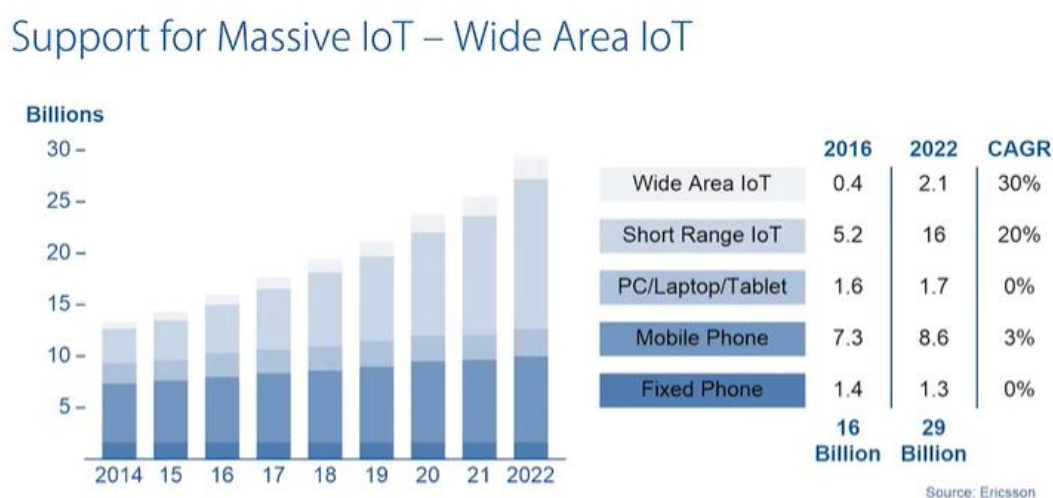 Support for Massive IoT – Wide Area IoT
Billions
30
25
20
15
10
5
2014 15 16 17 18 19 20 21 2022
2016 2022 CAGR
Wide Area IoT 0.4 2.1 30%
Short Range IoT 5.2 16 20%
PC/Laptop/Tablet 1.6 1.7 0%
Mobile Phone 7.3 8.6 3%
Fixed Phone 1.4 1.3 0%
16 29
Billion Billion
Source: Ericsson